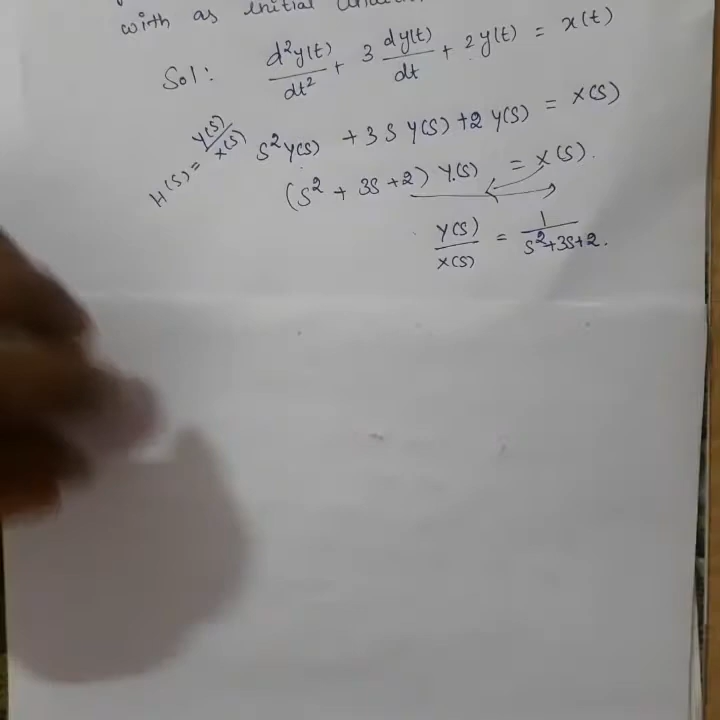 with as initial
Sol: d²y(t)/dt² + 3 dy(t)/dt + 2y(t) = x(t)
H(S) = Y(S)/X(S)
S²Y(S) + 3SY(S) + 2Y(S) = X(S)
(S² + 3S + 2) Y(S) = X(S).
Y(S)/X(S) = 1/S²+3S+2.